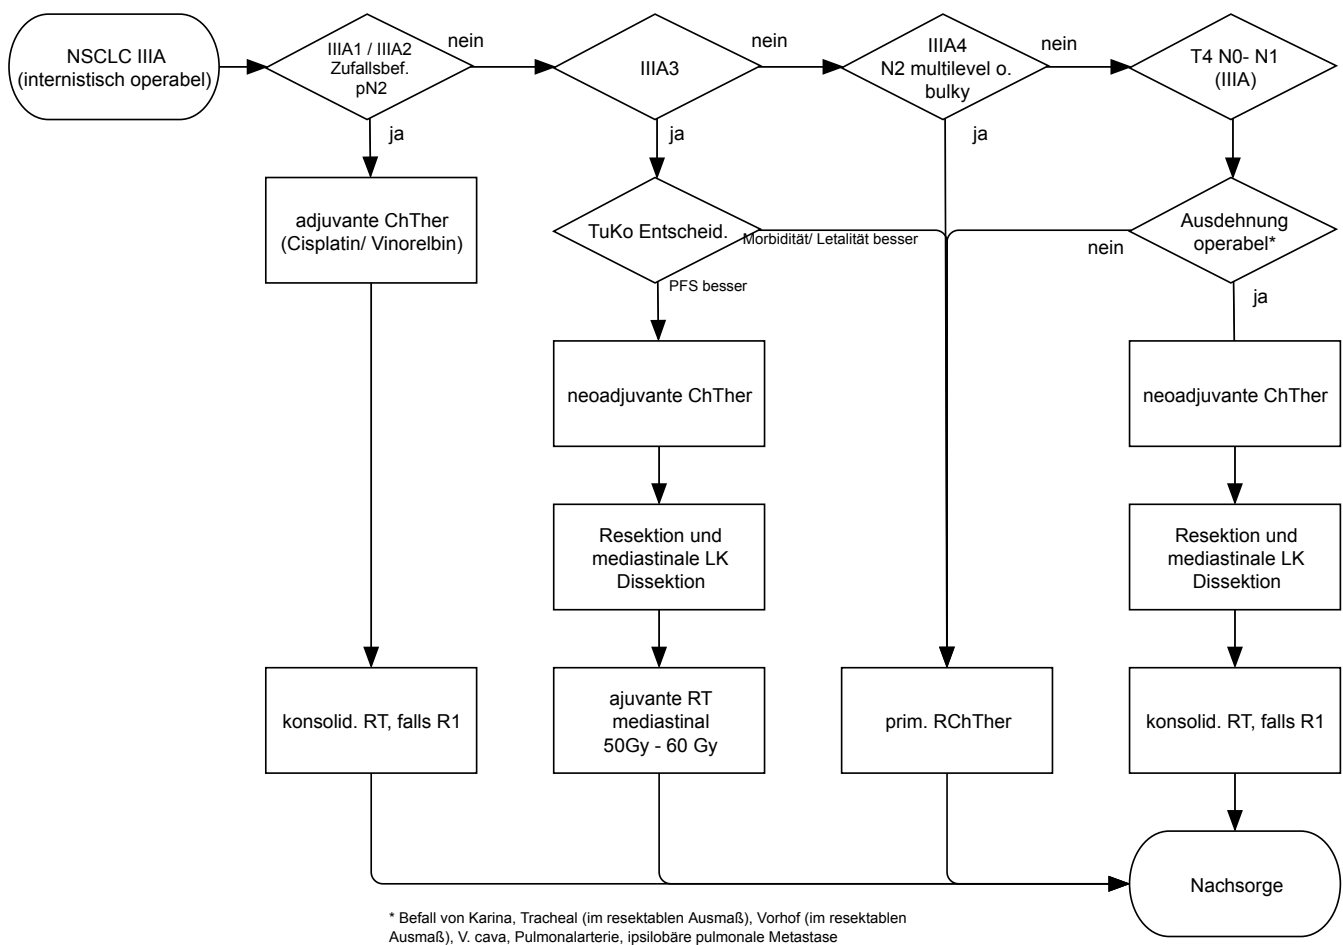 NSCLC IIIA
(internistisch operabel)
IIIA1 / IIIA2
Zufallsbef.
pN2
nein
IIIA3
nein
IIIA4
N2 multilevel o.
bulky
nein
T4 N0- N1
(IIIA)
ja
ja
ja
adjuvante ChTher
(Cisplatin/ Vinorelbin)
TuKo Entscheid.
Morbidität/ Letalität besser
Ausdehnung
operabel*
nein
PFS besser
ja
neoadjuvante ChTher
neoadjuvante ChTher
Resektion und
mediastinale LK
Dissektion
Resektion und
mediastinale LK
Dissektion
konsolid. RT, falls R1
ajuvante RT
mediastinal
50Gy - 60 Gy
prim. RChTher
konsolid. RT, falls R1
Nachsorge
* Befall von Karina, Tracheal (im resektablen Ausmaß), Vorhof (im resektablen
Ausmaß), V. cava, Pulmonalarterie, ipsilobäre pulmonale Metastase